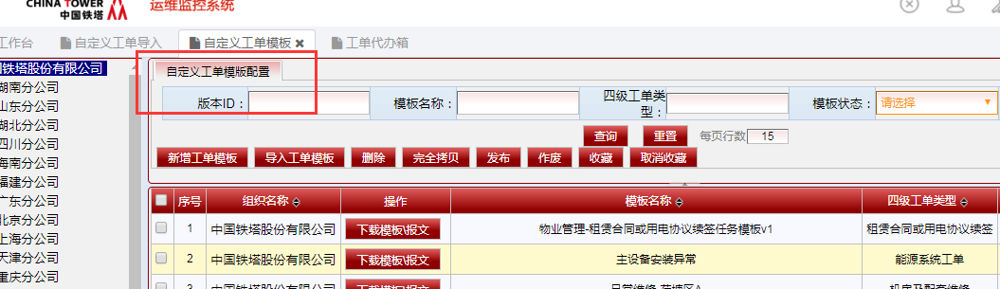 CHINA TOWER
中国铁塔
运维监控系统
工作台 自定义工单导入 自定义工单模板 工单代办箱
国铁塔股份有限公司
湖南分公司
山东分公司
湖北分公司
四川分公司
海南分公司
福建分公司
广东分公司
北京分公司
上海分公司
天津分公司
重庆分公司
自定义工单模版配置
版本ID： 模板名称： 四级工单类型： 模板状态： 请选择
查询 重置 每页行数 15
新增工单模板 导入工单模板 删除 完全拷贝 发布 作废 收藏 取消收藏
序号 组织名称 操作 模板名称 四级工单类型
1 中国铁塔股份有限公司 下载模板\报文 物业管理-租赁合同或用电协议续签任务模板v1 租赁合同或用电协议续签
2 中国铁塔股份有限公司 下载模板\报文 主设备安装异常 能源系统工单
3 中国铁塔股份有限公司 下载模板\报文